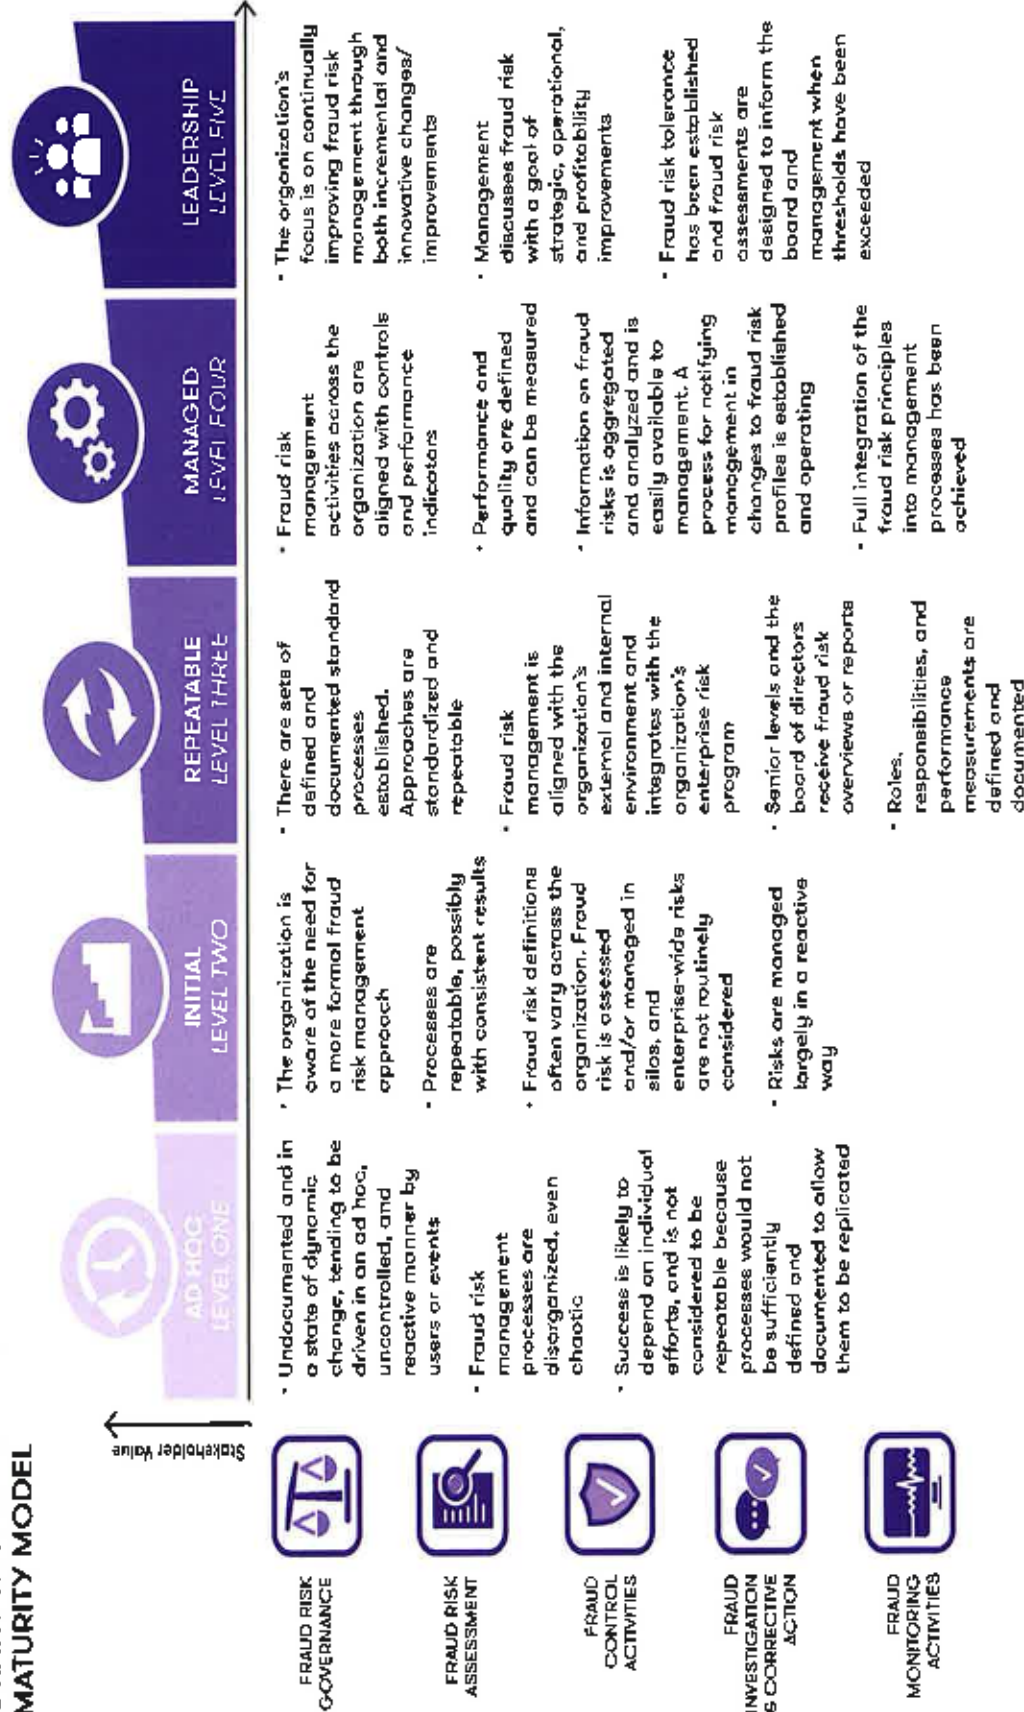 MATURITY MODEL
Stakeholder Value
AD HOC
LEVEL ONE
INITIAL
LEVEL TWO
REPEATABLE
LEVEL THREE
MANAGED
LEVEL FOUR
LEADERSHIP
LEVEL FIVE
FRAUD RISK
GOVERNANCE
FRAUD RISK
ASSESSMENT
FRAUD
CONTROL
ACTIVITIES
FRAUD
INVESTIGATION
& CORRECTIVE
ACTION
FRAUD
MONITORING
ACTIVITIES
• Undocumented and in
a state of dynamic
change, tending to be
driven in an ad hoc,
uncontrolled, and
reactive manner by
users or events
• Fraud risk
management
processes are
disorganized, even
chaotic
• Success is likely to
depend on individual
efforts, and is not
considered to be
repeatable because
processes would not
be sufficiently
defined and
documented to allow
them to be replicated
• The organization is
aware of the need for
a more formal fraud
risk management
approach
• Processes are
repeatable, possibly
with consistent results
• Fraud risk definitions
often vary across the
organization. Fraud
risk is assessed
and/or managed in
silos, and
enterprise-wide risks
are not routinely
considered
• Risks are managed
largely in a reactive
way
• There are sets of
defined and
documented standard
processes
established.
Approaches are
standardized and
repeatable
• Fraud risk
management is
aligned with the
organization's
external and internal
environment and
integrates with the
organization's
enterprise risk
program
• Senior levels and the
board of directors
receive fraud risk
overviews or reports
• Roles,
responsibilities, and
performance
measurements are
defined and
documented
• Fraud risk
management
activities across the
organization are
aligned with controls
and performance
indicators
• Performance and
quality are defined
and can be measured
• Information on fraud
risks is aggregated
and analyzed and is
easily available to
management. A
process for notifying
management in
changes to fraud risk
profiles is established
and operating
• Full integration of the
fraud risk principles
into management
processes has been
achieved
• The organization's
focus is on continually
improving fraud risk
management through
both incremental and
innovative changes/
improvements
• Management
discusses fraud risk
with a goal of
strategic, operational,
and profitability
improvements
• Fraud risk tolerance
has been established
and fraud risk
assessments are
designed to inform the
board and
management when
thresholds have been
exceeded